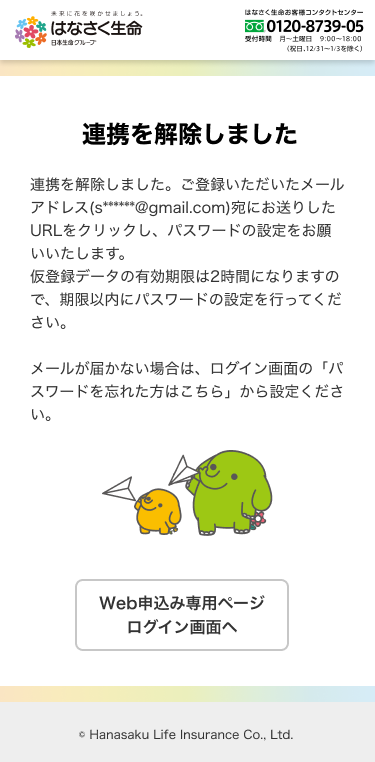 未来に花を咲かせましょう。
はなさく生命
日本生命グループ
はなさく生命お客様コンタクトセンター
0120-8739-05
受付時間 月～土曜日 9:00～18:00
(祝日、12/31～1/3を除く)
連携を解除しました
連携を解除しました。ご登録いただいたメール
アドレス(s******@gmail.com)宛にお送りした
URLをクリックし、パスワードの設定をお願
いいたします。
仮登録データの有効期限は2時間になりますの
で、期限以内にパスワードの設定を行ってくだ
さい。
メールが届かない場合は、ログイン画面の「パ
スワードを忘れた方はこちら」から設定くださ
い。
Web申込み専用ページ
ログイン画面へ
© Hanasaku Life Insurance Co., Ltd.